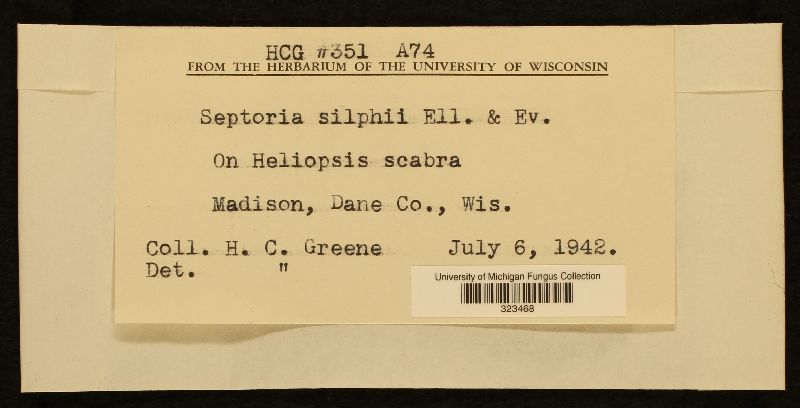 HCG #351 A74
FROM THE HERBARIUM OF THE UNIVERSITY OF WISCONSIN
Septoria silphii Ell. & Ev.
On Heliopsis scabra
Madison, Dane Co., Wis.
Coll. H. C. Greene July 6, 1942.
Det. "
University of Michigan Fungus Collection
323468